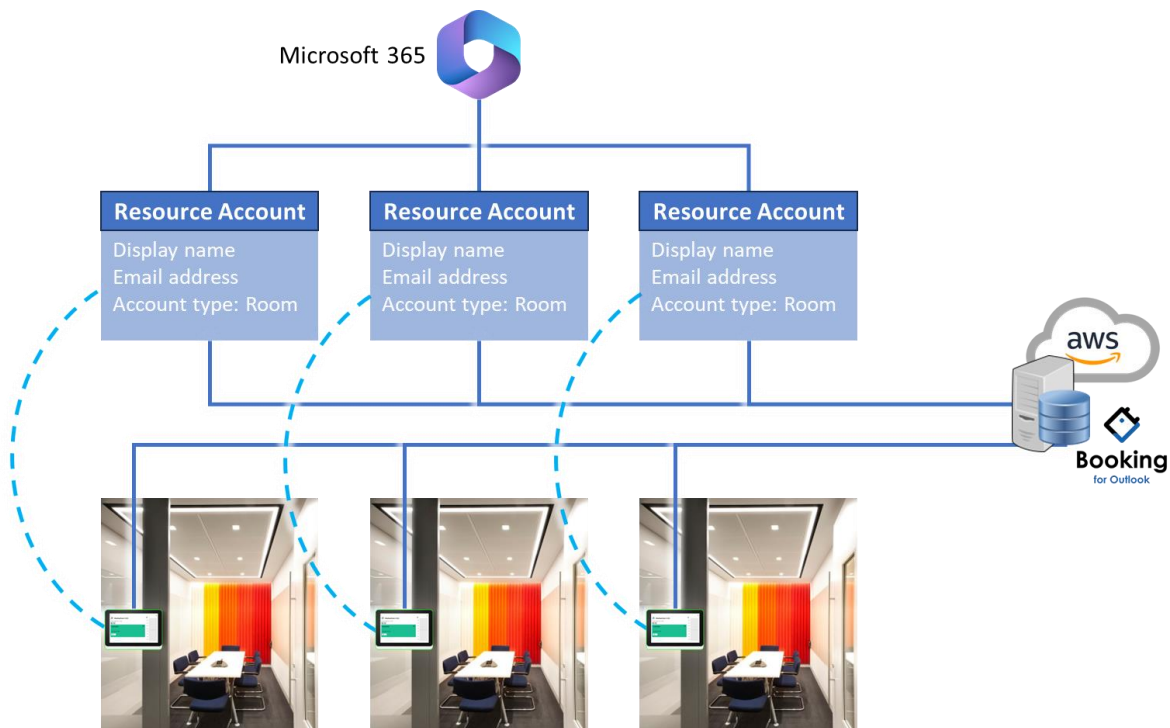 Microsoft 365
Resource Account
Display name
Email address
Account type: Room
Resource Account
Display name
Email address
Account type: Room
Resource Account
Display name
Email address
Account type: Room
aws
Booking
for Outlook